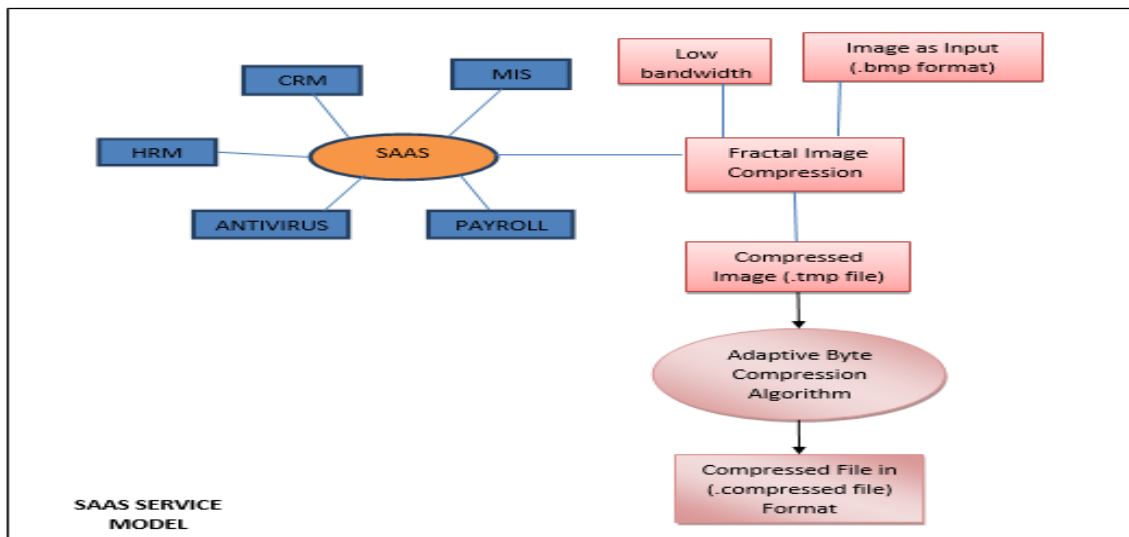 CRM
MIS
HRM
SAAS
ANTIVIRUS
PAYROLL
Low
bandwidth
Image as Input
(.bmp format)
Fractal Image
Compression
Compressed
Image (.tmp file)
Adaptive Byte
Compression
Algorithm
Compressed File in
(.compressed file)
Format
SAAS SERVICE
MODEL